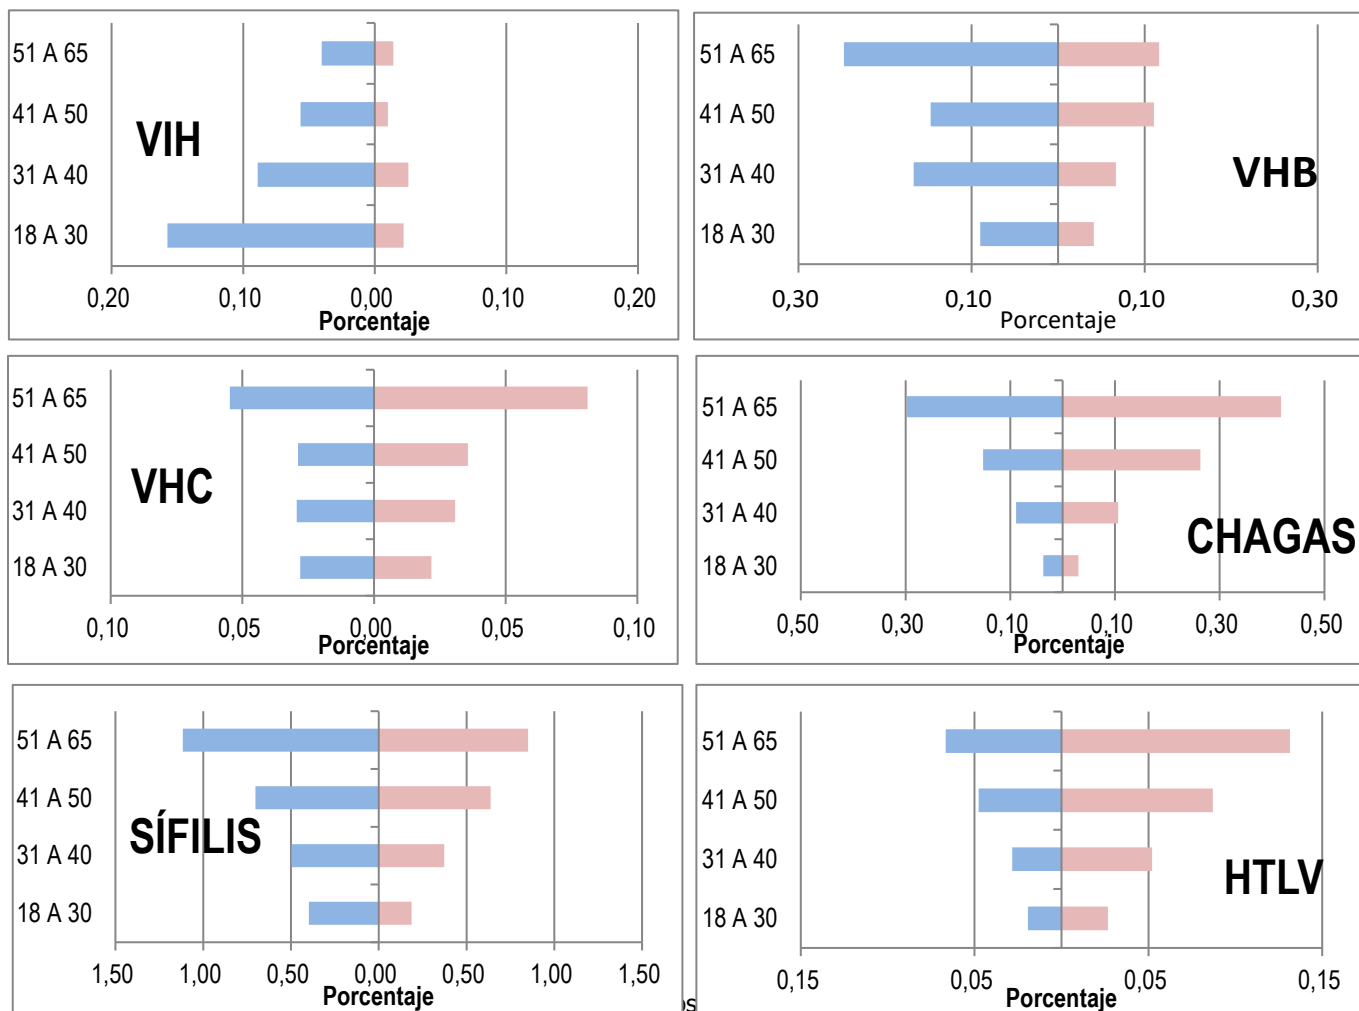 51 A 65
41 A 50
VIH
31 A 40
18 A 30
0,20 0,10 0,00 0,10 0,20
Porcentaje
51 A 65
41 A 50
31 A 40
VHB
18 A 30
0,30 0,10 0,10 0,30
Porcentaje
51 A 65
41 A 50
VHC
31 A 40
18 A 30
0,10 0,05 0,00 0,05 0,10
Porcentaje
51 A 65
41 A 50
31 A 40
CHAGAS
18 A 30
0,50 0,30 0,10 0,10 0,30 0,50
Porcentaje
51 A 65
41 A 50
SÍFILIS
31 A 40
18 A 30
1,50 1,00 0,50 0,00 0,50 1,00 1,50
Porcentaje
51 A 65
41 A 50
31 A 40
HTLV
18 A 30
0,15 0,05 0,05 0,15
Porcentaje